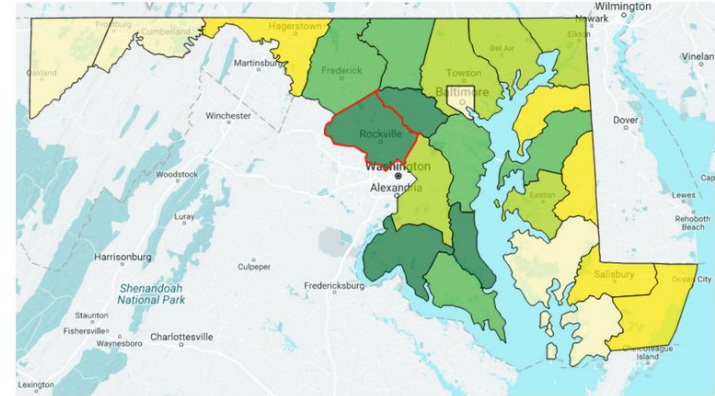 Wilmington
Newark
Frostburg
Cumberland
Hagerstown
Elkton
Bel Air
Vinelan
Oakland
Martinsburg
Frederick
Towson
Baltimore
Winchester
Rockville
Dover
Washington
Cap
Woodstock
Alexandria
Easton
Lewes
Luray
Rehoboth
Beach
Harrisonburg
Culpeper
Salisbury
Ocean City
Shenandoah
National Park
Fredericksburg
Staunton
Fishersville
Waynesboro
Charlottesville
Chincoteague
Island
Lexington